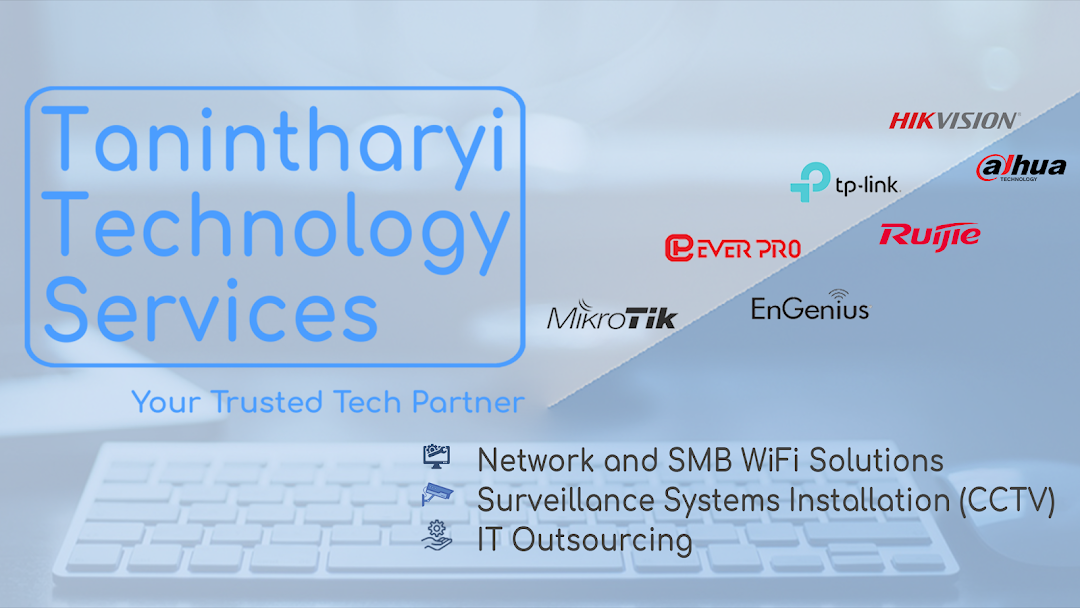 Tanintharyi
Technology
Services
Your Trusted Tech Partner
HIKVISION®
alhua
TECHNOLOGY
tp-link
Ruijie
EVER PRO
EnGenius
MikroTik
Network and SMB WiFi Solutions
Surveillance Systems Installation (CCTV)
IT Outsourcing